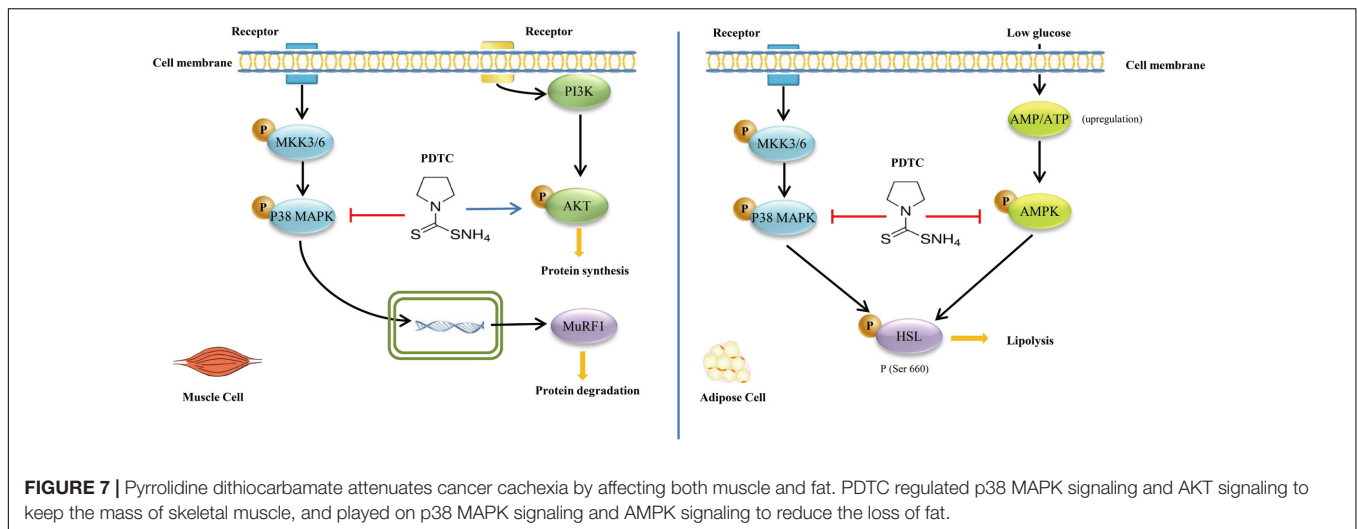 Receptor
Receptor
Cell membrane
PI3K
P
MKK3/6
PDTC
P
P38 MAPK
P
AKT
N
S
SNH₄
Protein synthesis
MuRF1
Muscle Cell
Protein degradation
Receptor
Low glucose
Cell membrane
AMP/ATP
(upregulation)
P
MKK3/6
PDTC
P
P38 MAPK
P
AMPK
N
S
SNH₄
P
HSL
Lipolysis
P (Ser 660)
Adipose Cell
FIGURE 7 | Pyrrolidine dithiocarbamate attenuates cancer cachexia by affecting both muscle and fat. PDTC regulated p38 MAPK signaling and AKT signaling to
keep the mass of skeletal muscle, and played on p38 MAPK signaling and AMPK signaling to reduce the loss of fat.